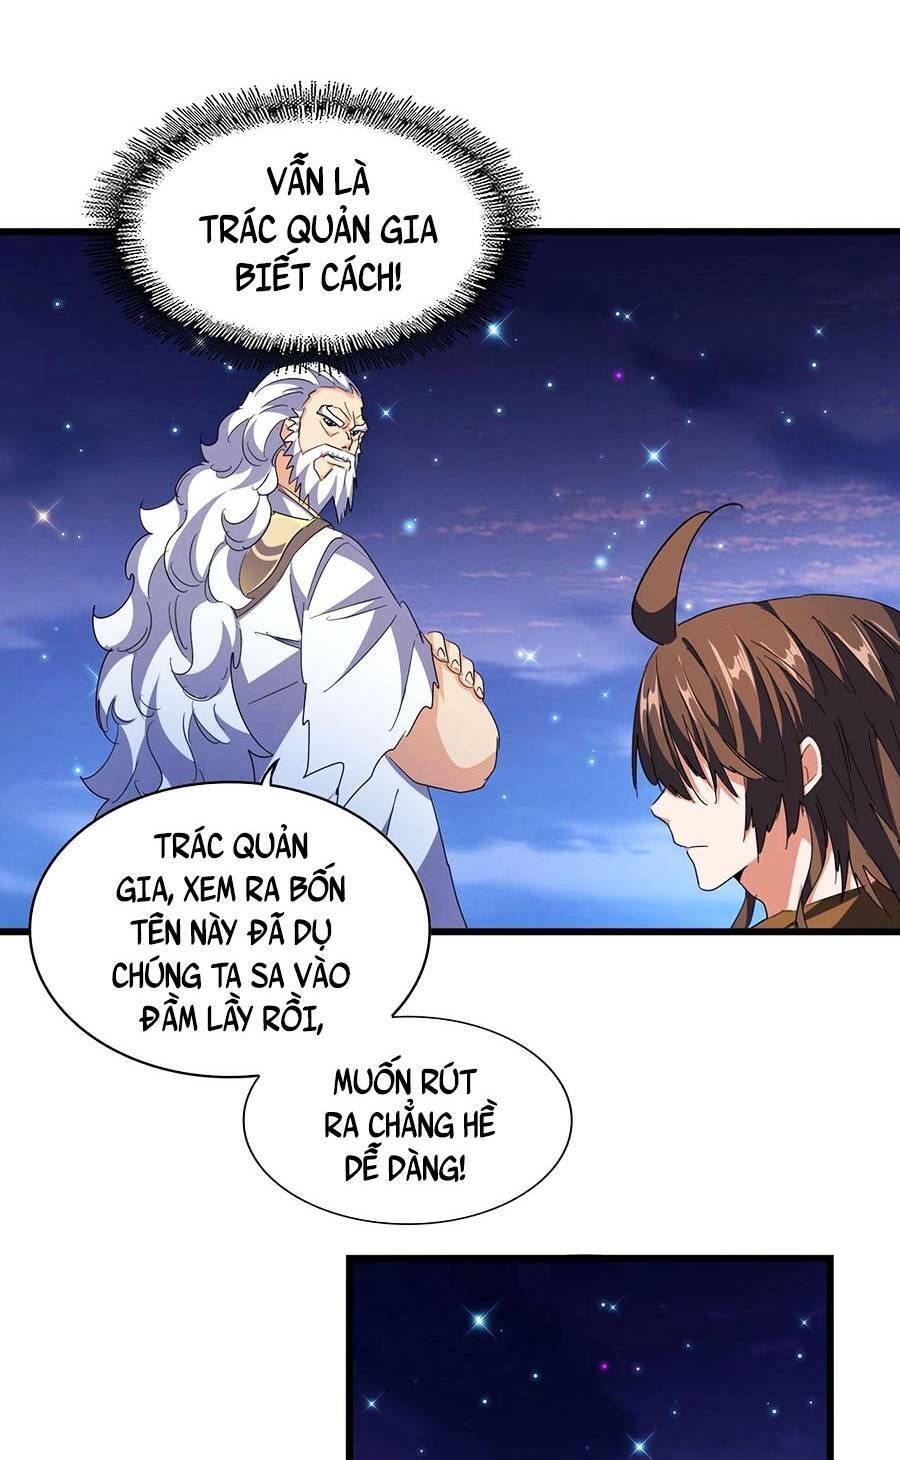 VẪN LÀ
TRÁC QUẢN GIA
BIẾT CÁCH!
TRÁC QUẢN
GIA, XEM RA BỐN
TÊN NÀY ĐÃ DỤ
CHÚNG TA SA VÀO
ĐẦM LẦY RỒI,
MUỐN RÚT
RA CHẲNG HỀ
DỄ DÀNG!